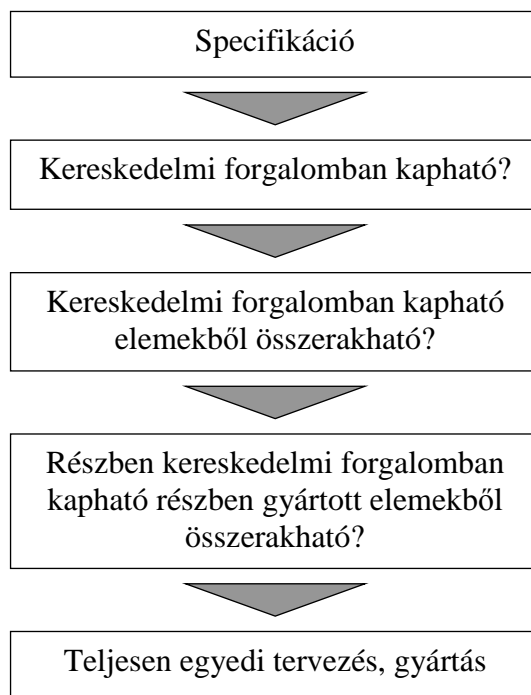 Specifikáció
Kereskedelmi forgalomban kapható?
Kereskedelmi forgalomban kapható
elemekből összerakható?
Részben kereskedelmi forgalomban
kapható részben gyártott elemekből
összerakható?
Teljesen egyedi tervezés, gyártás